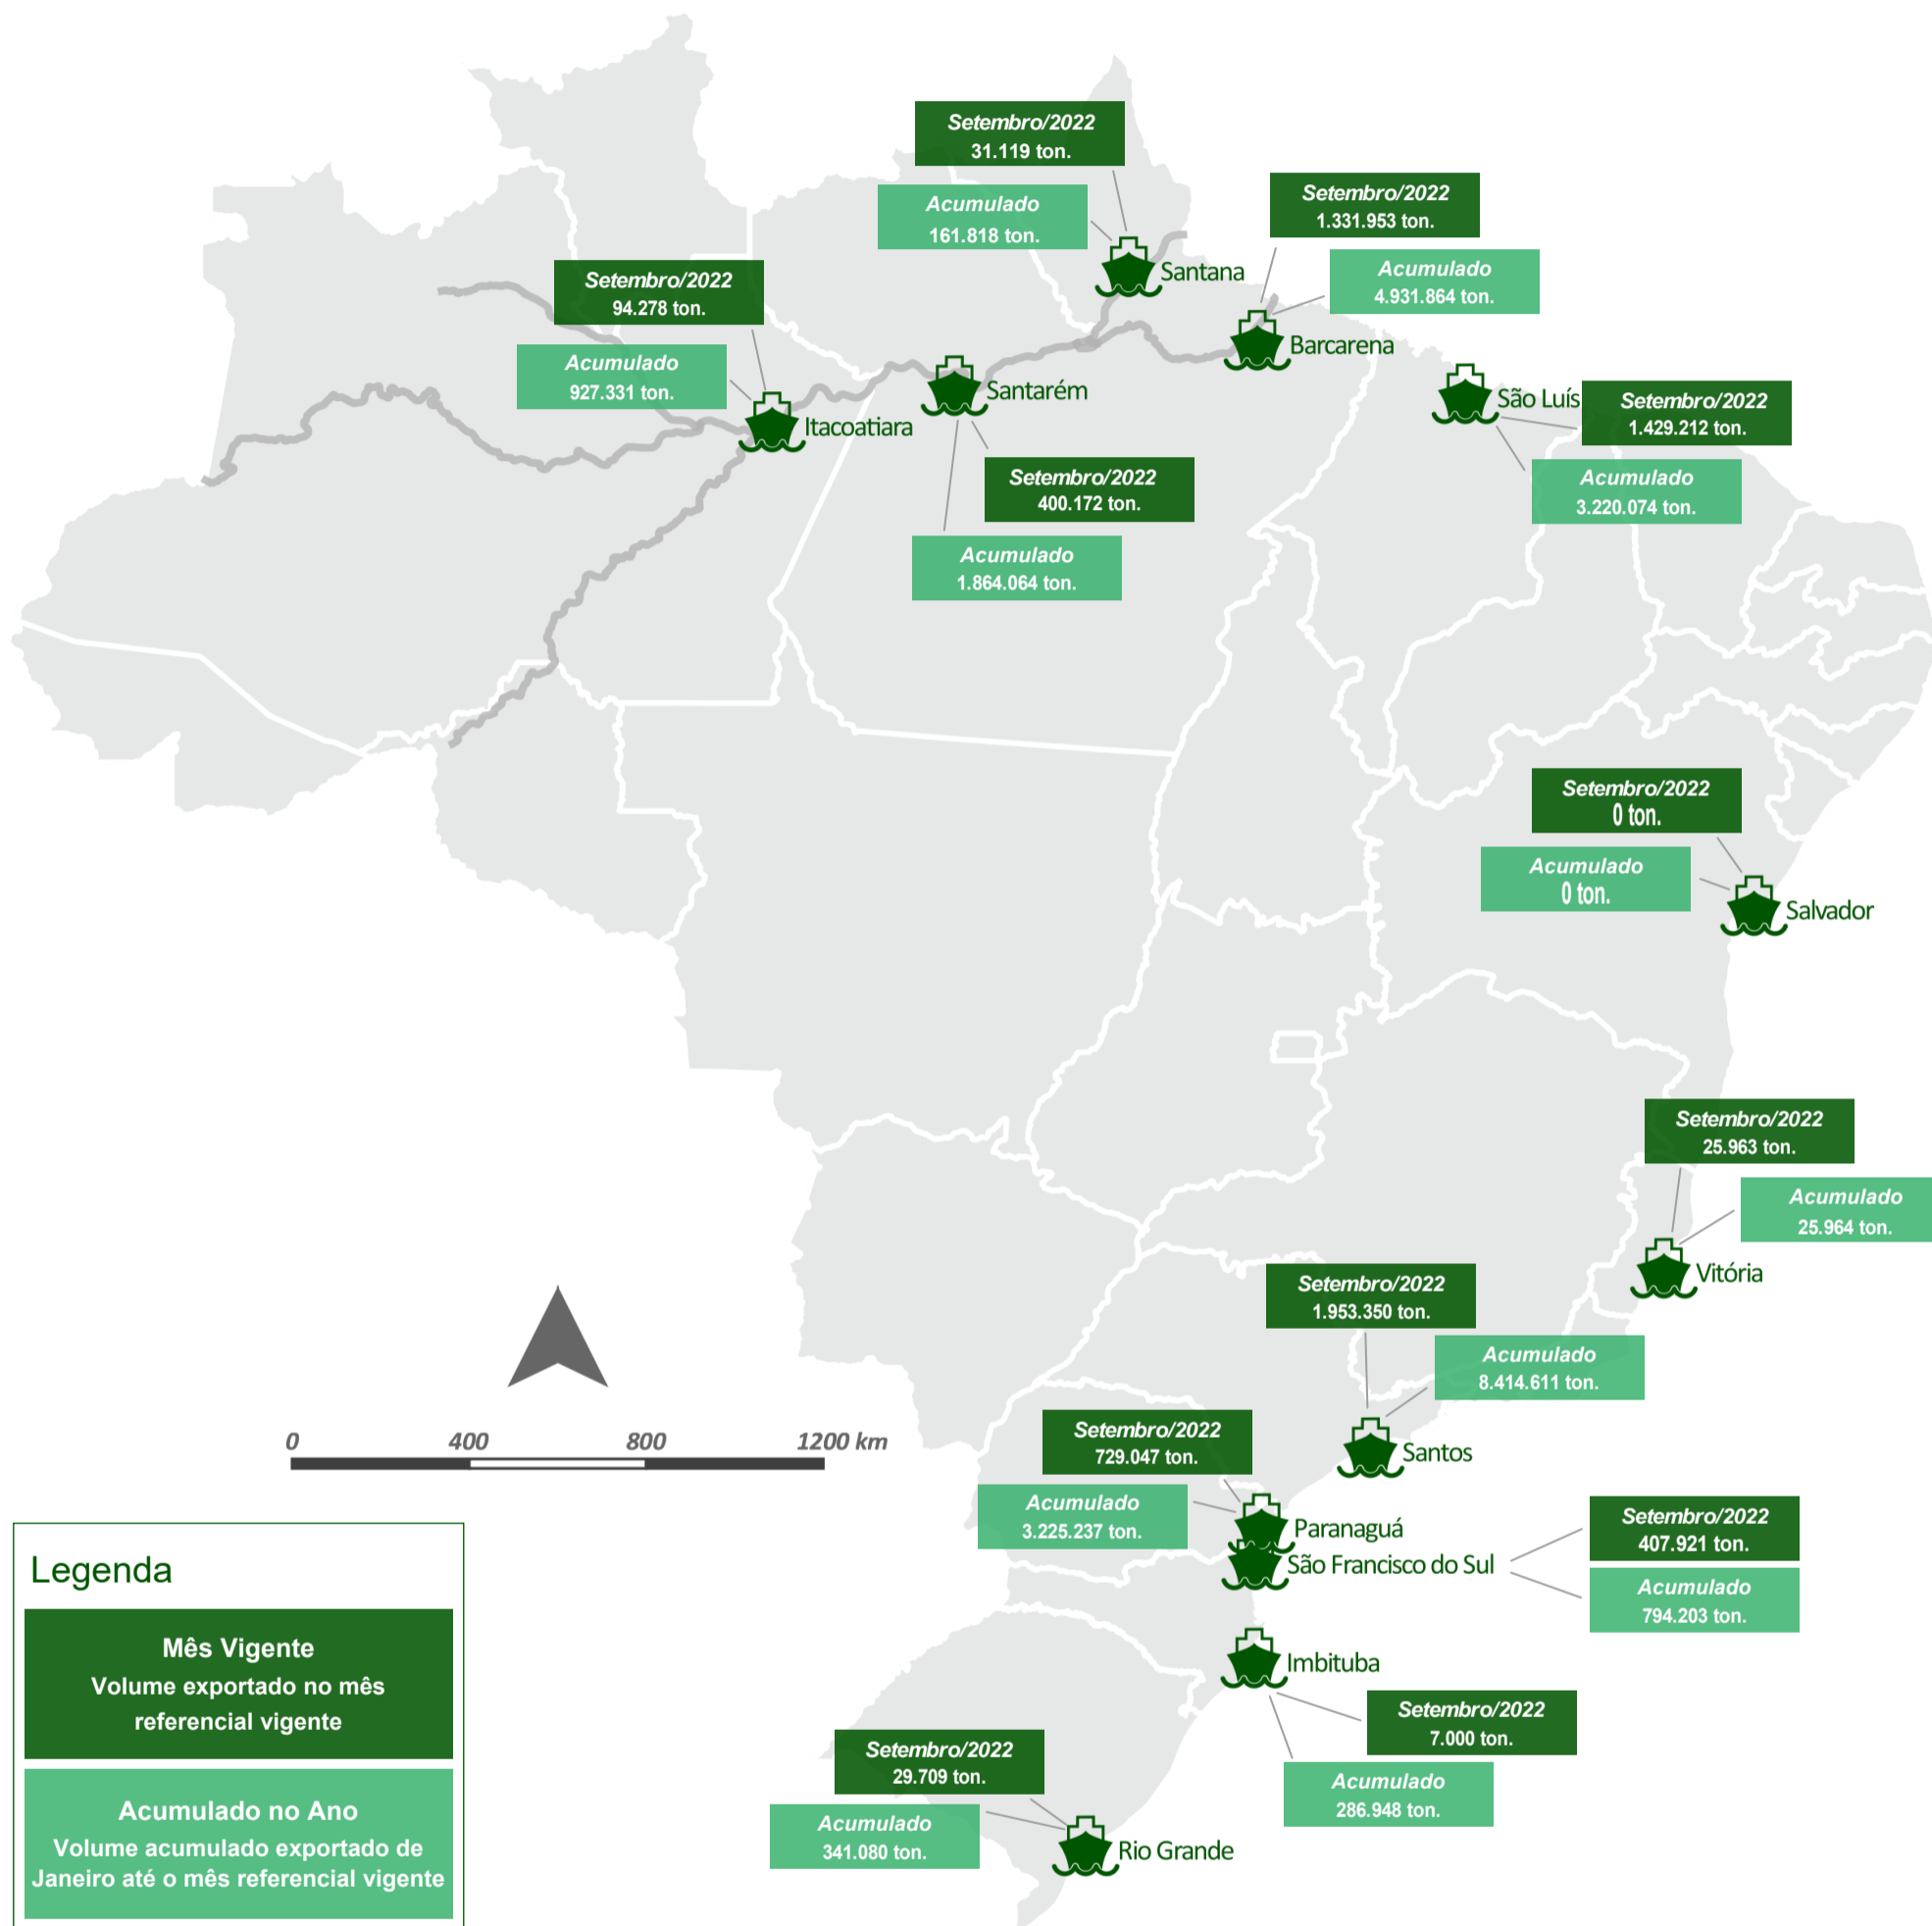 Setembro/2022
31.119 ton.
Acumulado
161.818 ton.
Santana
Setembro/2022
1.331.953 ton.
Acumulado
4.931.864 ton.
Barcarena
Setembro/2022
94.278 ton.
Acumulado
927.331 ton.
Itacoatiara
Santarém
Setembro/2022
400.172 ton.
Acumulado
1.864.064 ton.
São Luís
Setembro/2022
1.429.212 ton.
Acumulado
3.220.074 ton.
Setembro/2022
0 ton.
Acumulado
0 ton.
Salvador
Setembro/2022
25.963 ton.
Acumulado
25.964 ton.
Vitória
Setembro/2022
1.953.350 ton.
Acumulado
8.414.611 ton.
Santos
Setembro/2022
729.047 ton.
Acumulado
3.225.237 ton.
Paranaguá
São Francisco do Sul
Setembro/2022
407.921 ton.
Acumulado
794.203 ton.
Imbituba
Setembro/2022
7.000 ton.
Acumulado
286.948 ton.
Setembro/2022
29.709 ton.
Acumulado
341.080 ton.
Rio Grande
0 400 800 1200 km
Legenda
Mês Vigente
Volume exportado no mês
referencial vigente
Acumulado no Ano
Volume acumulado exportado de
Janeiro até o mês referencial vigente